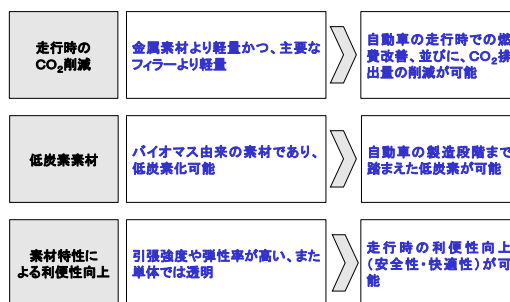 走行時の
CO₂削減
金属素材より軽量かつ、主要な
フィラーより軽量
自動車の走行時での燃
費改善、並びに、CO₂排
出量の削減が可能
低炭素素材
バイオマス由来の素材であり、
低炭素化可能
自動車の製造段階まで
踏まえた低炭素が可能
素材特性に
よる利便性向上
引張強度や弾性率が高い、また
単体では透明
走行時の利便性向上
（安全性・快適性）が可
能